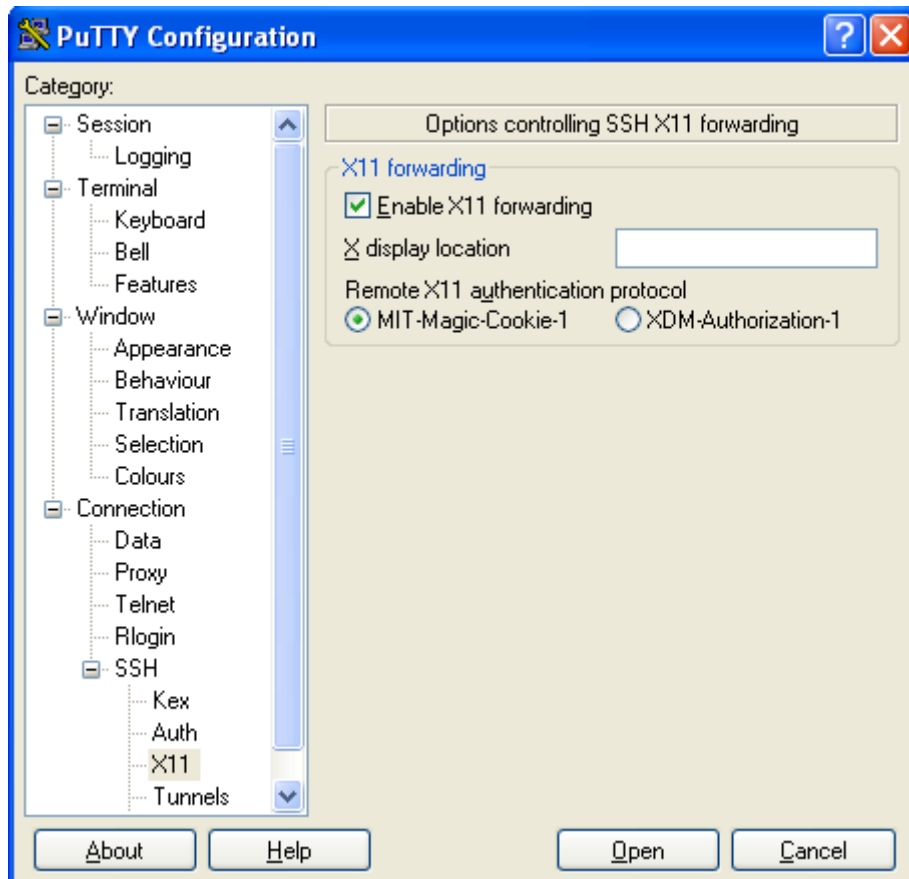 PuTTY Configuration
Category:
Session
Logging
Terminal
Keyboard
Bell
Features
Window
Appearance
Behaviour
Translation
Selection
Colours
Connection
Data
Proxy
Telnet
Rlogin
SSH
Kex
Auth
X11
Tunnels
Options controlling SSH X11 forwarding
X11 forwarding
Enable X11 forwarding
X display location
Remote X11 authentication protocol
MIT-Magic-Cookie-1 XDM-Authorization-1
About Help Open Cancel